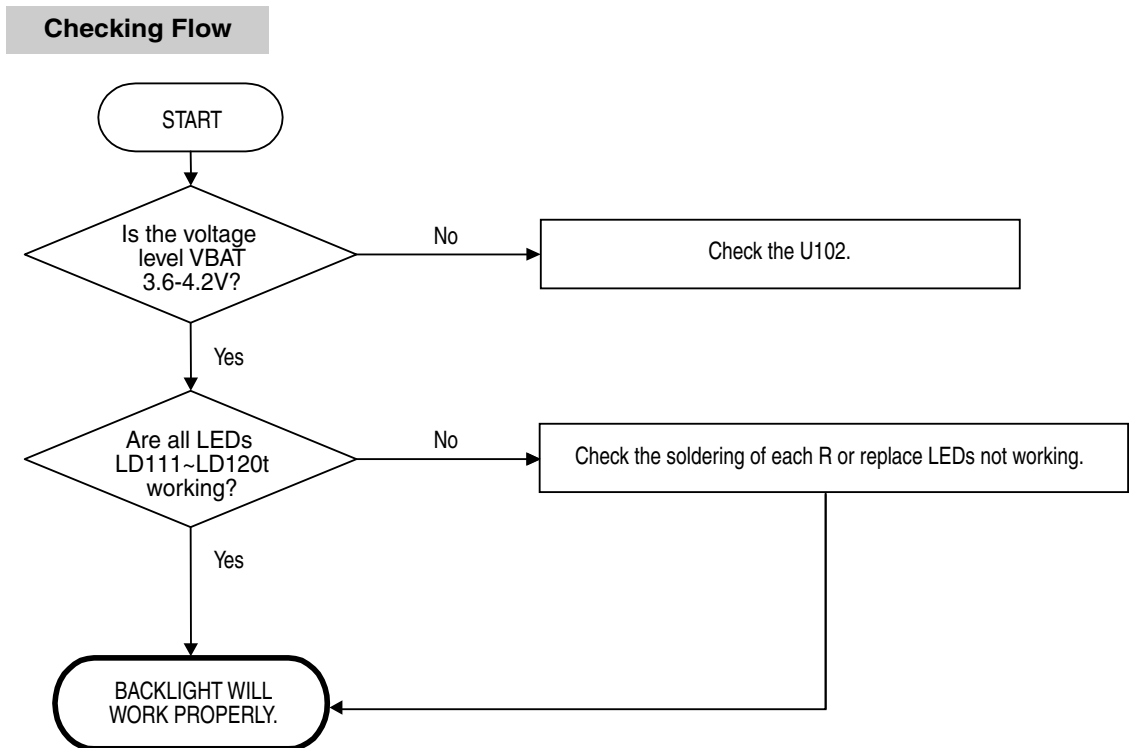 Checking Flow
START
Is the voltage
level VBAT
3.6-4.2V?
No
Check the U102.
Yes
Are all LEDs
LD111~LD120t
working?
No
Check the soldering of each R or replace LEDs not working.
Yes
BACKLIGHT WILL
WORK PROPERLY.